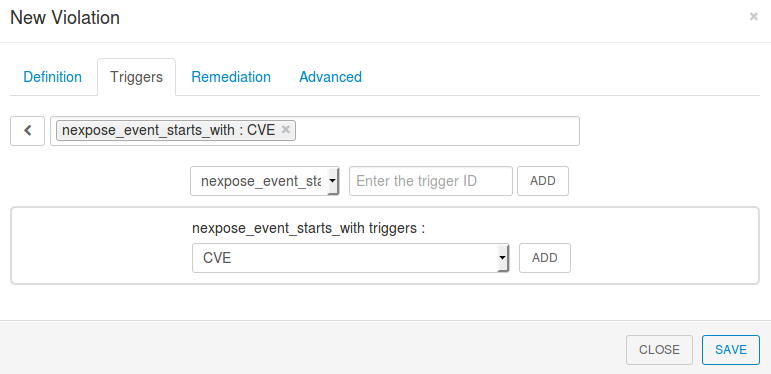 New Violation ×
Definition Triggers Remediation Advanced
nexpose_event_starts_with : CVE ×
nexpose_event_sta Enter the trigger ID ADD
nexpose_event_starts_with triggers :
CVE ADD
CLOSE SAVE